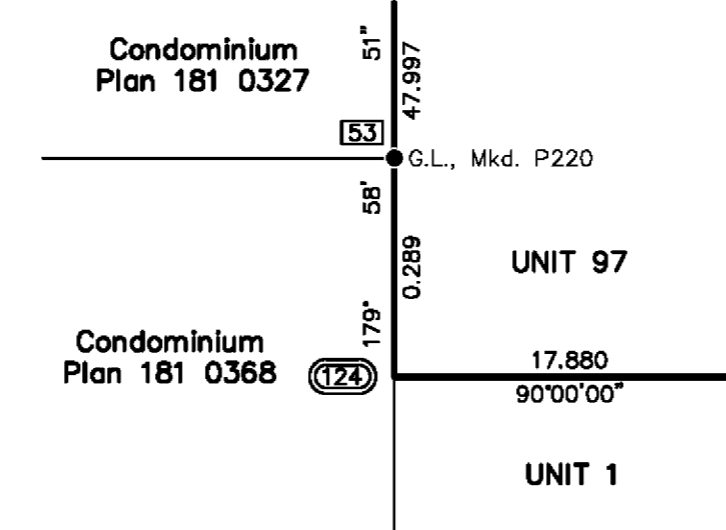 Condominium
Plan 181 0327
51"
47.997
53
G.L., Mkd. P220
58'
0.289
UNIT 97
179°
Condominium
Plan 181 0368
124
17.880
90°00'00"
UNIT 1